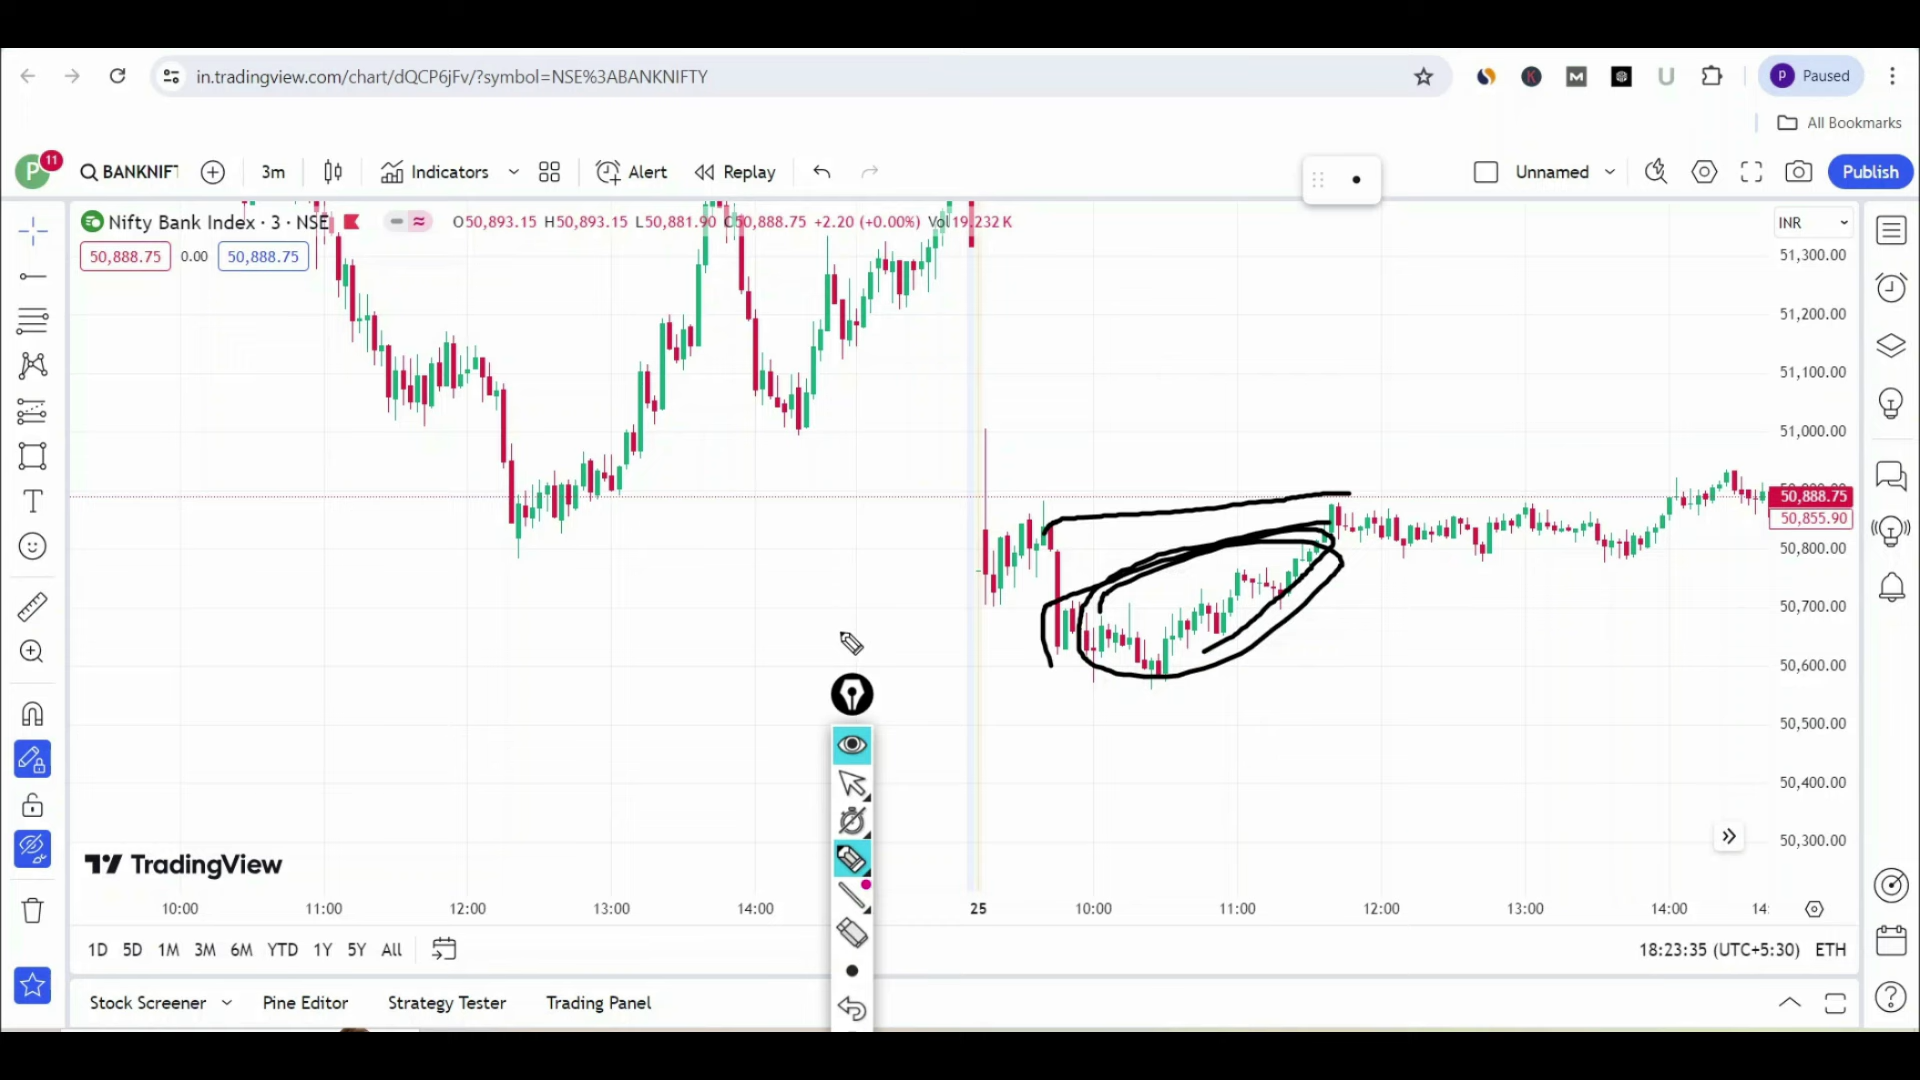 in.tradingview.com/chart/dQCP6jFv/?symbol=NSE%3ABANKNIFTY
K
M
U
P
Paused
All Bookmarks
P
11
BANKNIFT
3m
Indicators
Alert
Replay
Unnamed
Publish
Nifty Bank Index · 3 · NSE
O50,893.15 H50,893.15 L50,881.90 C50,888.75 +2.20 (+0.00%) Vol19.232K
INR
50,888.75
0.00
50,888.75
51,300.00
51,200.00
51,100.00
51,000.00
50,888.75
50,855.90
50,800.00
50,700.00
50,600.00
50,500.00
50,400.00
50,300.00
TradingView
10:00
11:00
12:00
13:00
14:00
25
10:00
11:00
12:00
13:00
14:00
14:
1D 5D 1M 3M 6M YTD 1Y 5Y All
18:23:35 (UTC+5:30) ETH
Stock Screener
Pine Editor
Strategy Tester
Trading Panel